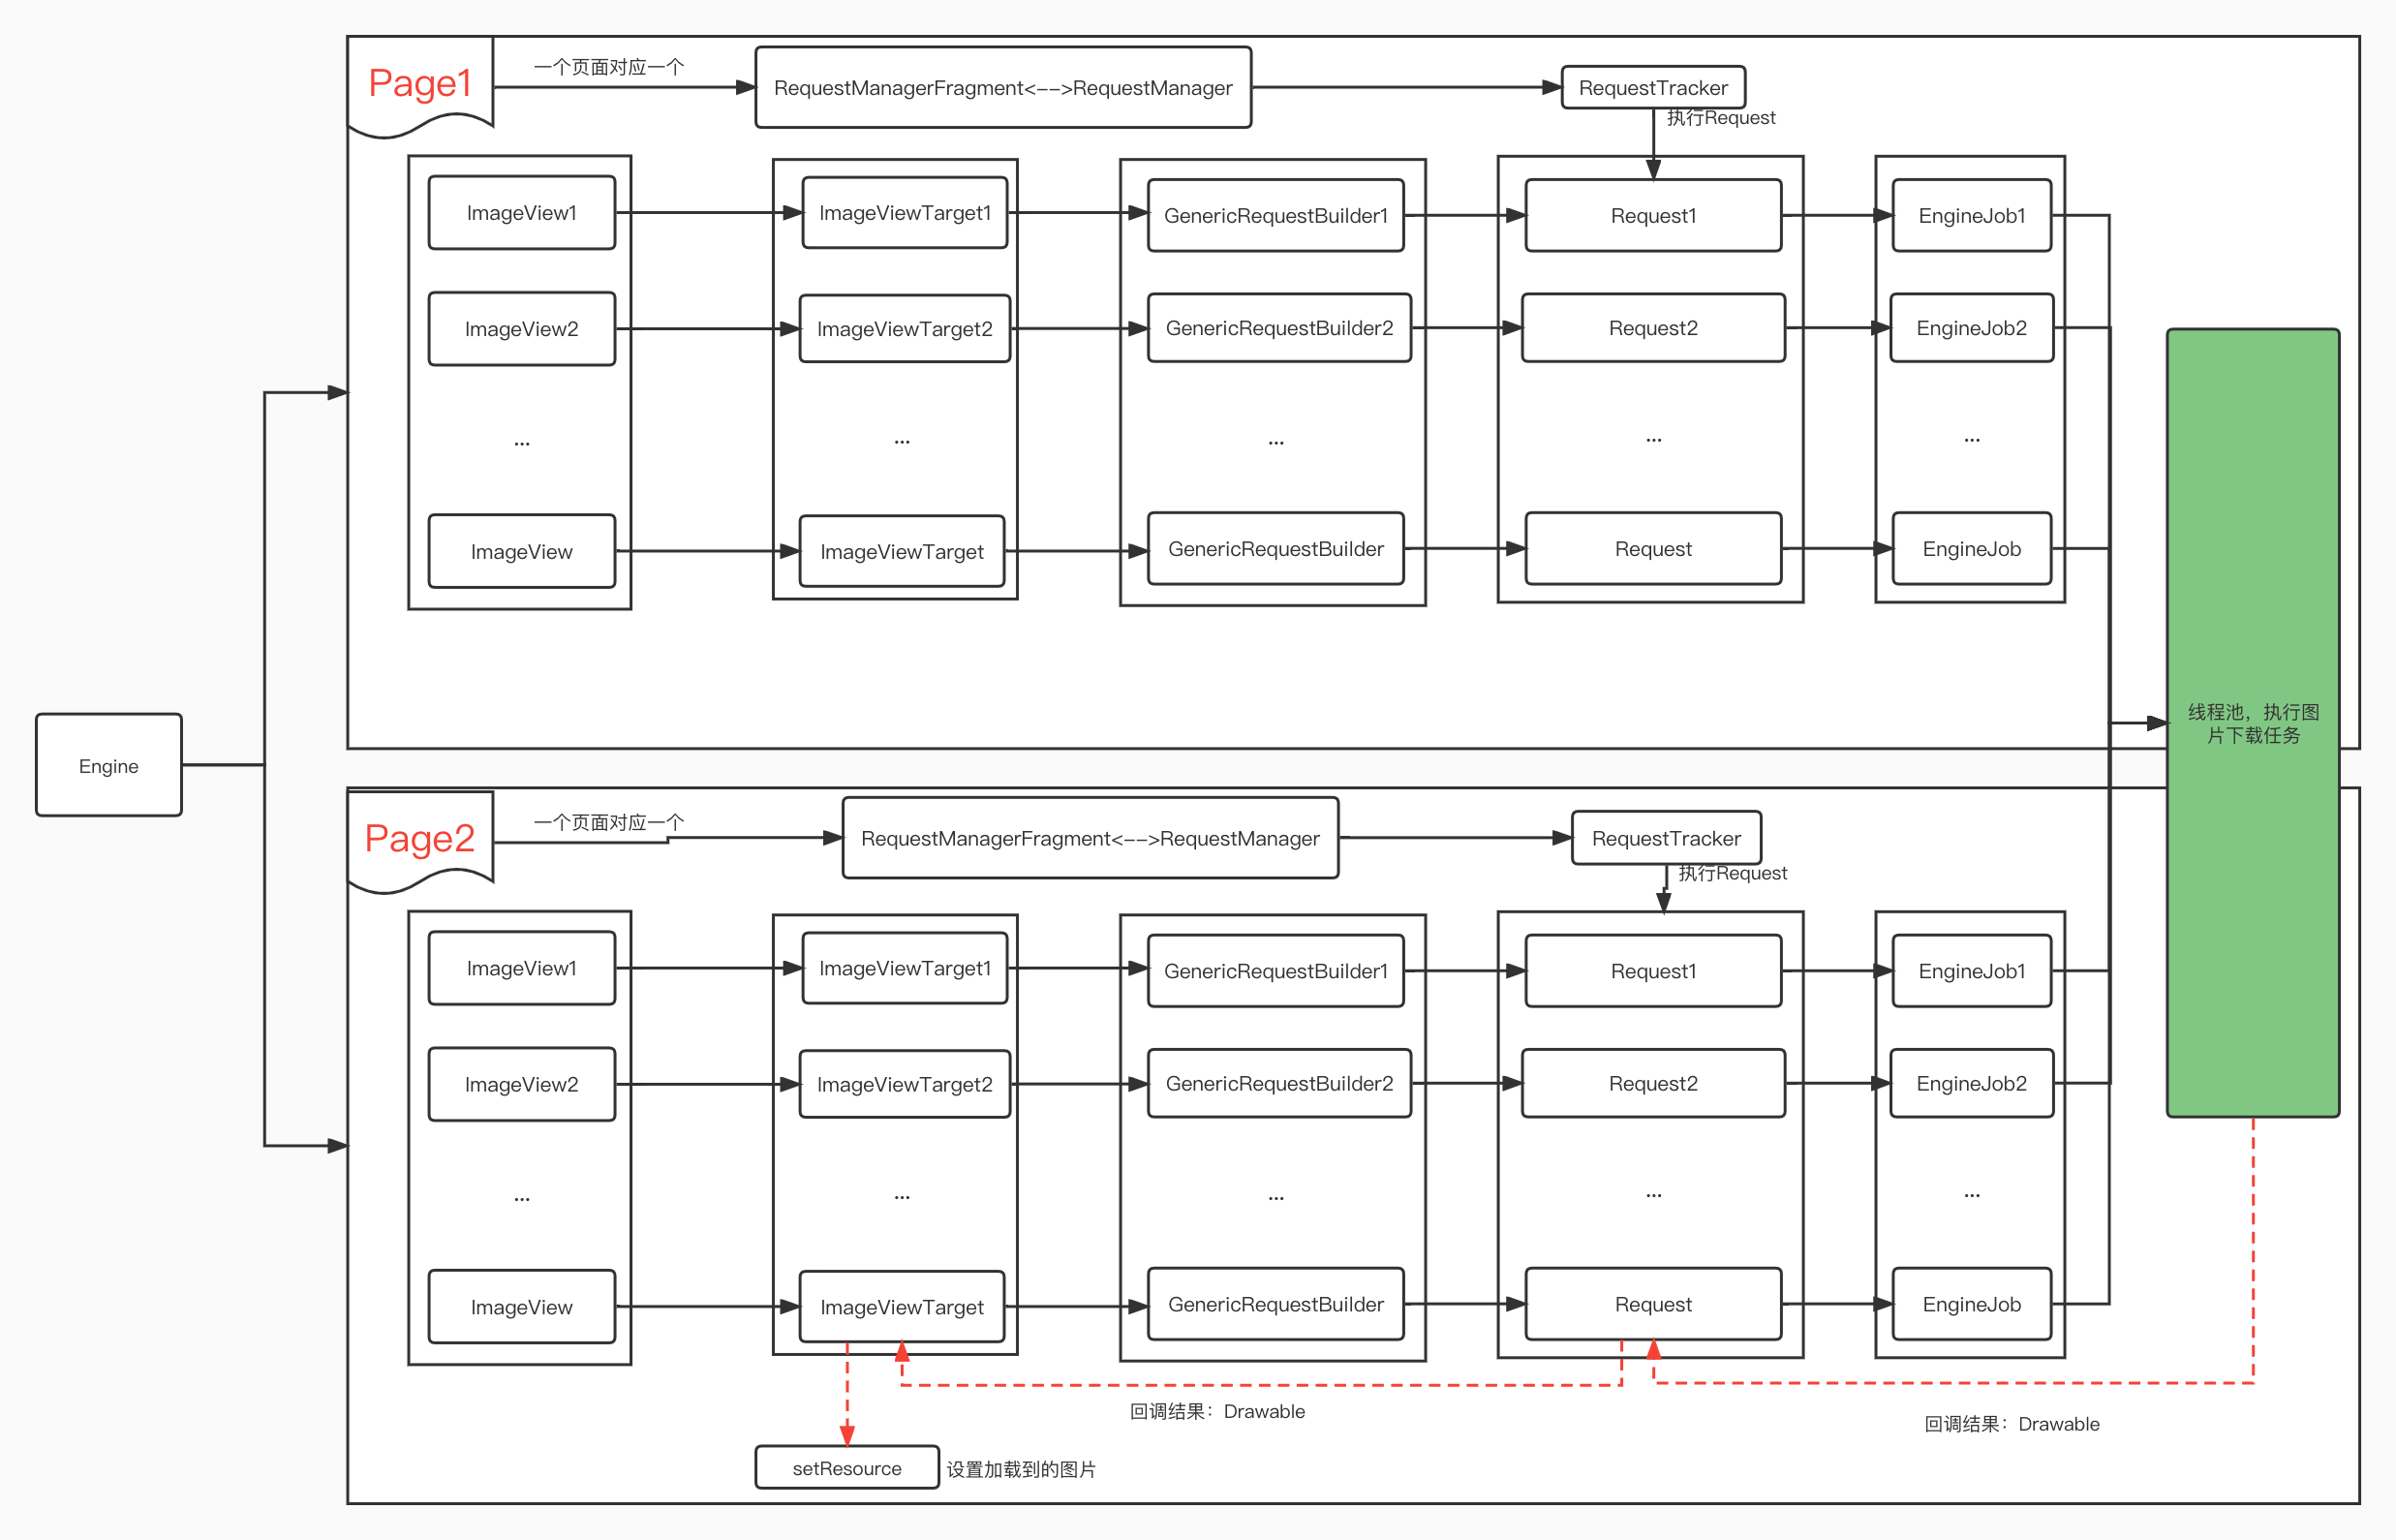 Page1
一个页面对应一个
RequestManagerFragment<-->RequestManager
RequestTracker
执行Request
ImageView1
ImageViewTarget1
GenericRequestBuilder1
Request1
EngineJob1
ImageView2
ImageViewTarget2
GenericRequestBuilder2
Request2
EngineJob2
...
...
...
...
...
ImageView
ImageViewTarget
GenericRequestBuilder
Request
EngineJob
线程池，执行图
片下载任务
Engine
Page2
一个页面对应一个
RequestManagerFragment<-->RequestManager
RequestTracker
执行Request
ImageView1
ImageViewTarget1
GenericRequestBuilder1
Request1
EngineJob1
ImageView2
ImageViewTarget2
GenericRequestBuilder2
Request2
EngineJob2
...
...
...
...
...
ImageView
ImageViewTarget
GenericRequestBuilder
Request
EngineJob
回调结果：Drawable
回调结果：Drawable
setResource
设置加载到的图片